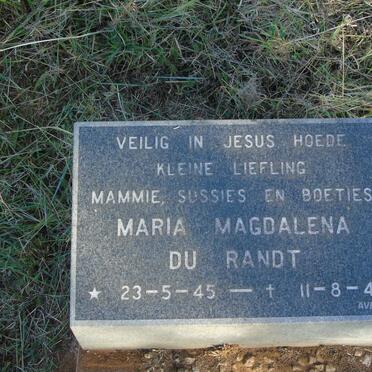 VEILIG IN JESUS HOEDE
KLEINE LIEFLING
MAMMIE, SUSSIES EN BOETIES
MARIA MAGDALENA
DU RANDT
★ 23-5-45 — † 11-8-4